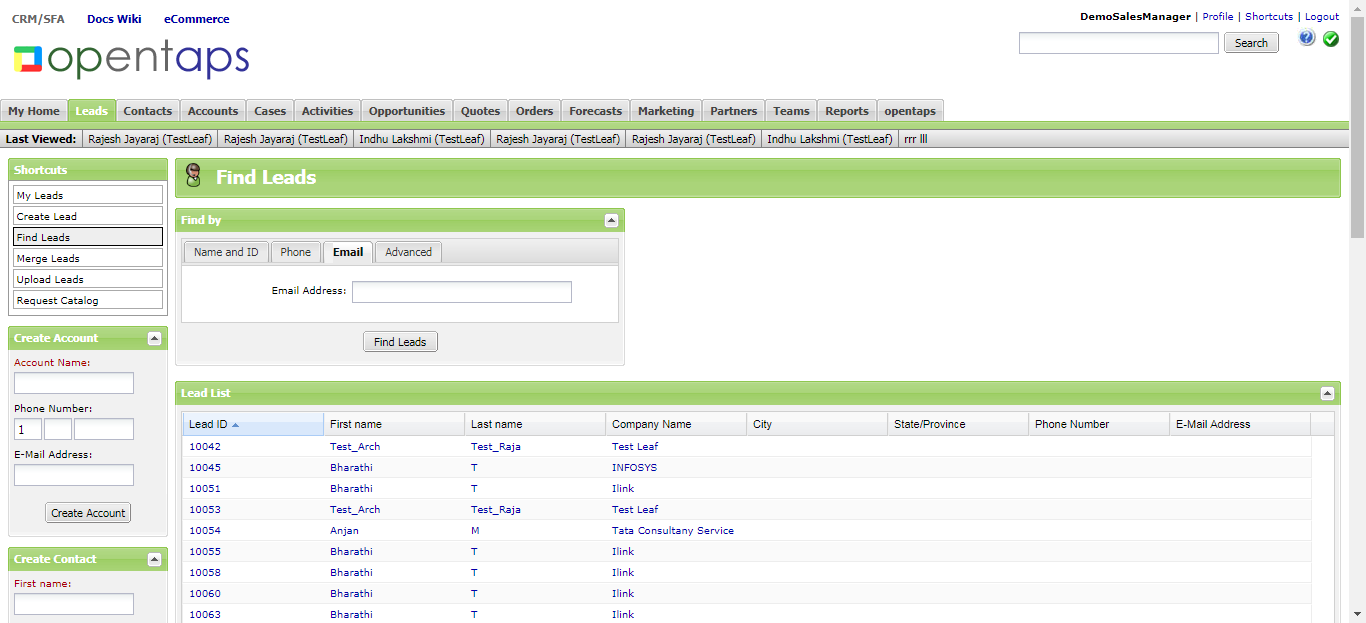 CRM/SFA Docs Wiki eCommerce
DemoSalesManager | Profile | Shortcuts | Logout
opentaps
Search
My Home Leads Contacts Accounts Cases Activities Opportunities Quotes Orders Forecasts Marketing Partners Teams Reports opentaps
Last Viewed: Rajesh Jayaraj (TestLeaf) Rajesh Jayaraj (TestLeaf) Indhu Lakshmi (TestLeaf) Rajesh Jayaraj (TestLeaf) Rajesh Jayaraj (TestLeaf) Indhu Lakshmi (TestLeaf) rrr lll
Shortcuts
My Leads
Create Lead
Find Leads
Merge Leads
Upload Leads
Request Catalog
Create Account
Account Name:
Phone Number:
1
E-Mail Address:
Create Account
Create Contact
First name:
Find Leads
Find by
Name and ID Phone Email Advanced
Email Address:
Find Leads
Lead List
Lead ID First name Last name Company Name City State/Province Phone Number E-Mail Address
10042 Test_Arch Test_Raja Test Leaf
10045 Bharathi T INFOSYS
10051 Bharathi T Ilink
10053 Test_Arch Test_Raja Test Leaf
10054 Anjan M Tata Consultany Service
10055 Bharathi T Ilink
10058 Bharathi T Ilink
10060 Bharathi T Ilink
10063 Bharathi T Ilink